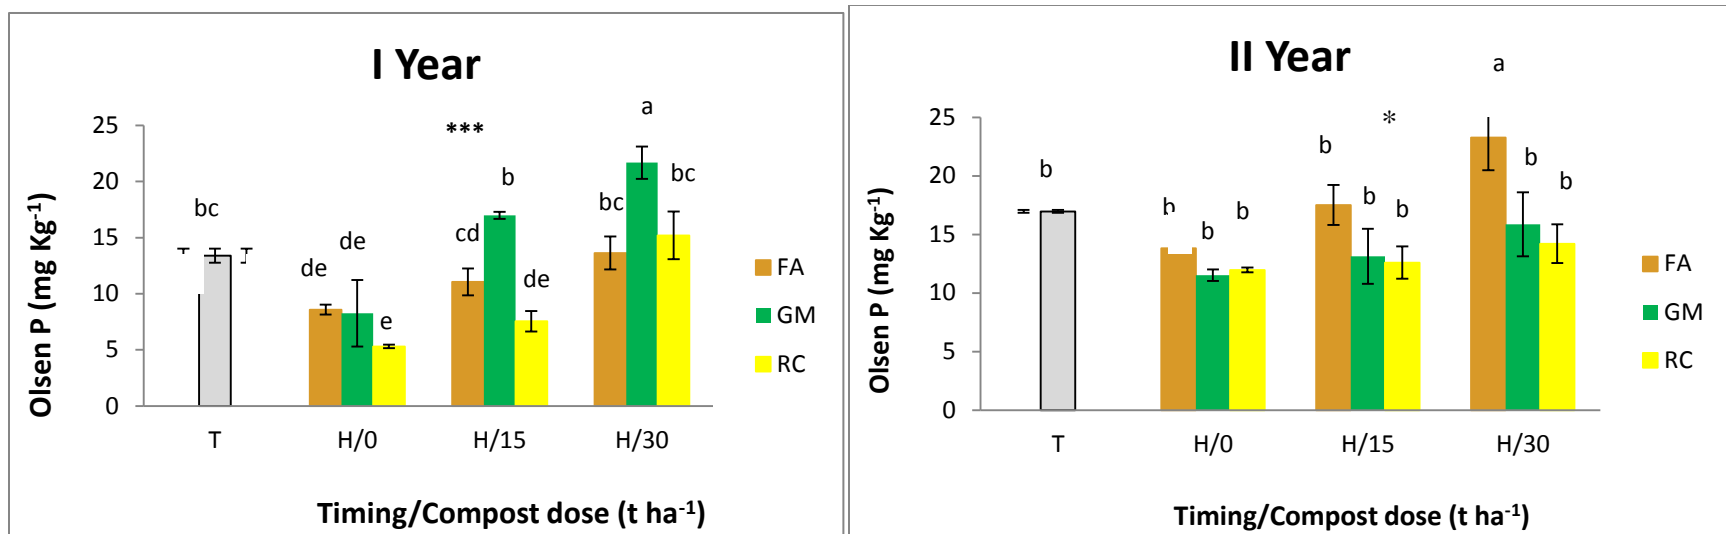 I Year
Olsen P (mg Kg-1)
25
20
15
10
5
0
***
bc
de
de
e
cd
b
de
bc
a
bc
T
H/0
H/15
H/30
Timing/Compost dose (t ha-1)
FA
GM
RC
II Year
Olsen P (mg Kg-1)
25
20
15
10
5
0
*
b
b
b
b
b
b
b
a
b
b
T
H/0
H/15
H/30
Timing/Compost dose (t ha-1)
FA
GM
RC